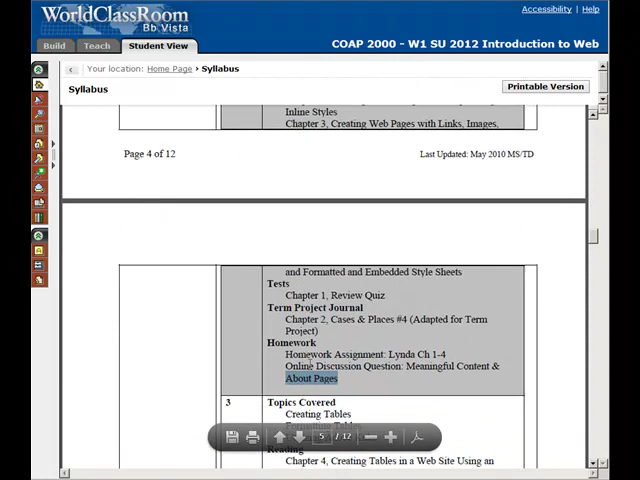 WorldClassRoom
Bb Vista
Accessibility | Help
Build
Teach
Student View
COAP 2000 - W1 SU 2012 Introduction to Web
Your location: Home Page › Syllabus
Syllabus
Printable Version
Inline Styles
Chapter 3, Creating Web Pages with Links, Images,
Page 4 of 12
Last Updated: May 2010 MS/TD
and Formatted and Embedded Style Sheets
Tests
Chapter 1, Review Quiz
Term Project Journal
Chapter 2, Cases & Places #4 (Adapted for Term
Project)
Homework
Homework Assignment: Lynda Ch 1-4
Online Discussion Question: Meaningful Content &
About Pages
3
Topics Covered
Creating Tables
Formatting Tables
5 / 12
Reading
Chapter 4, Creating Tables in a Web Site Using an